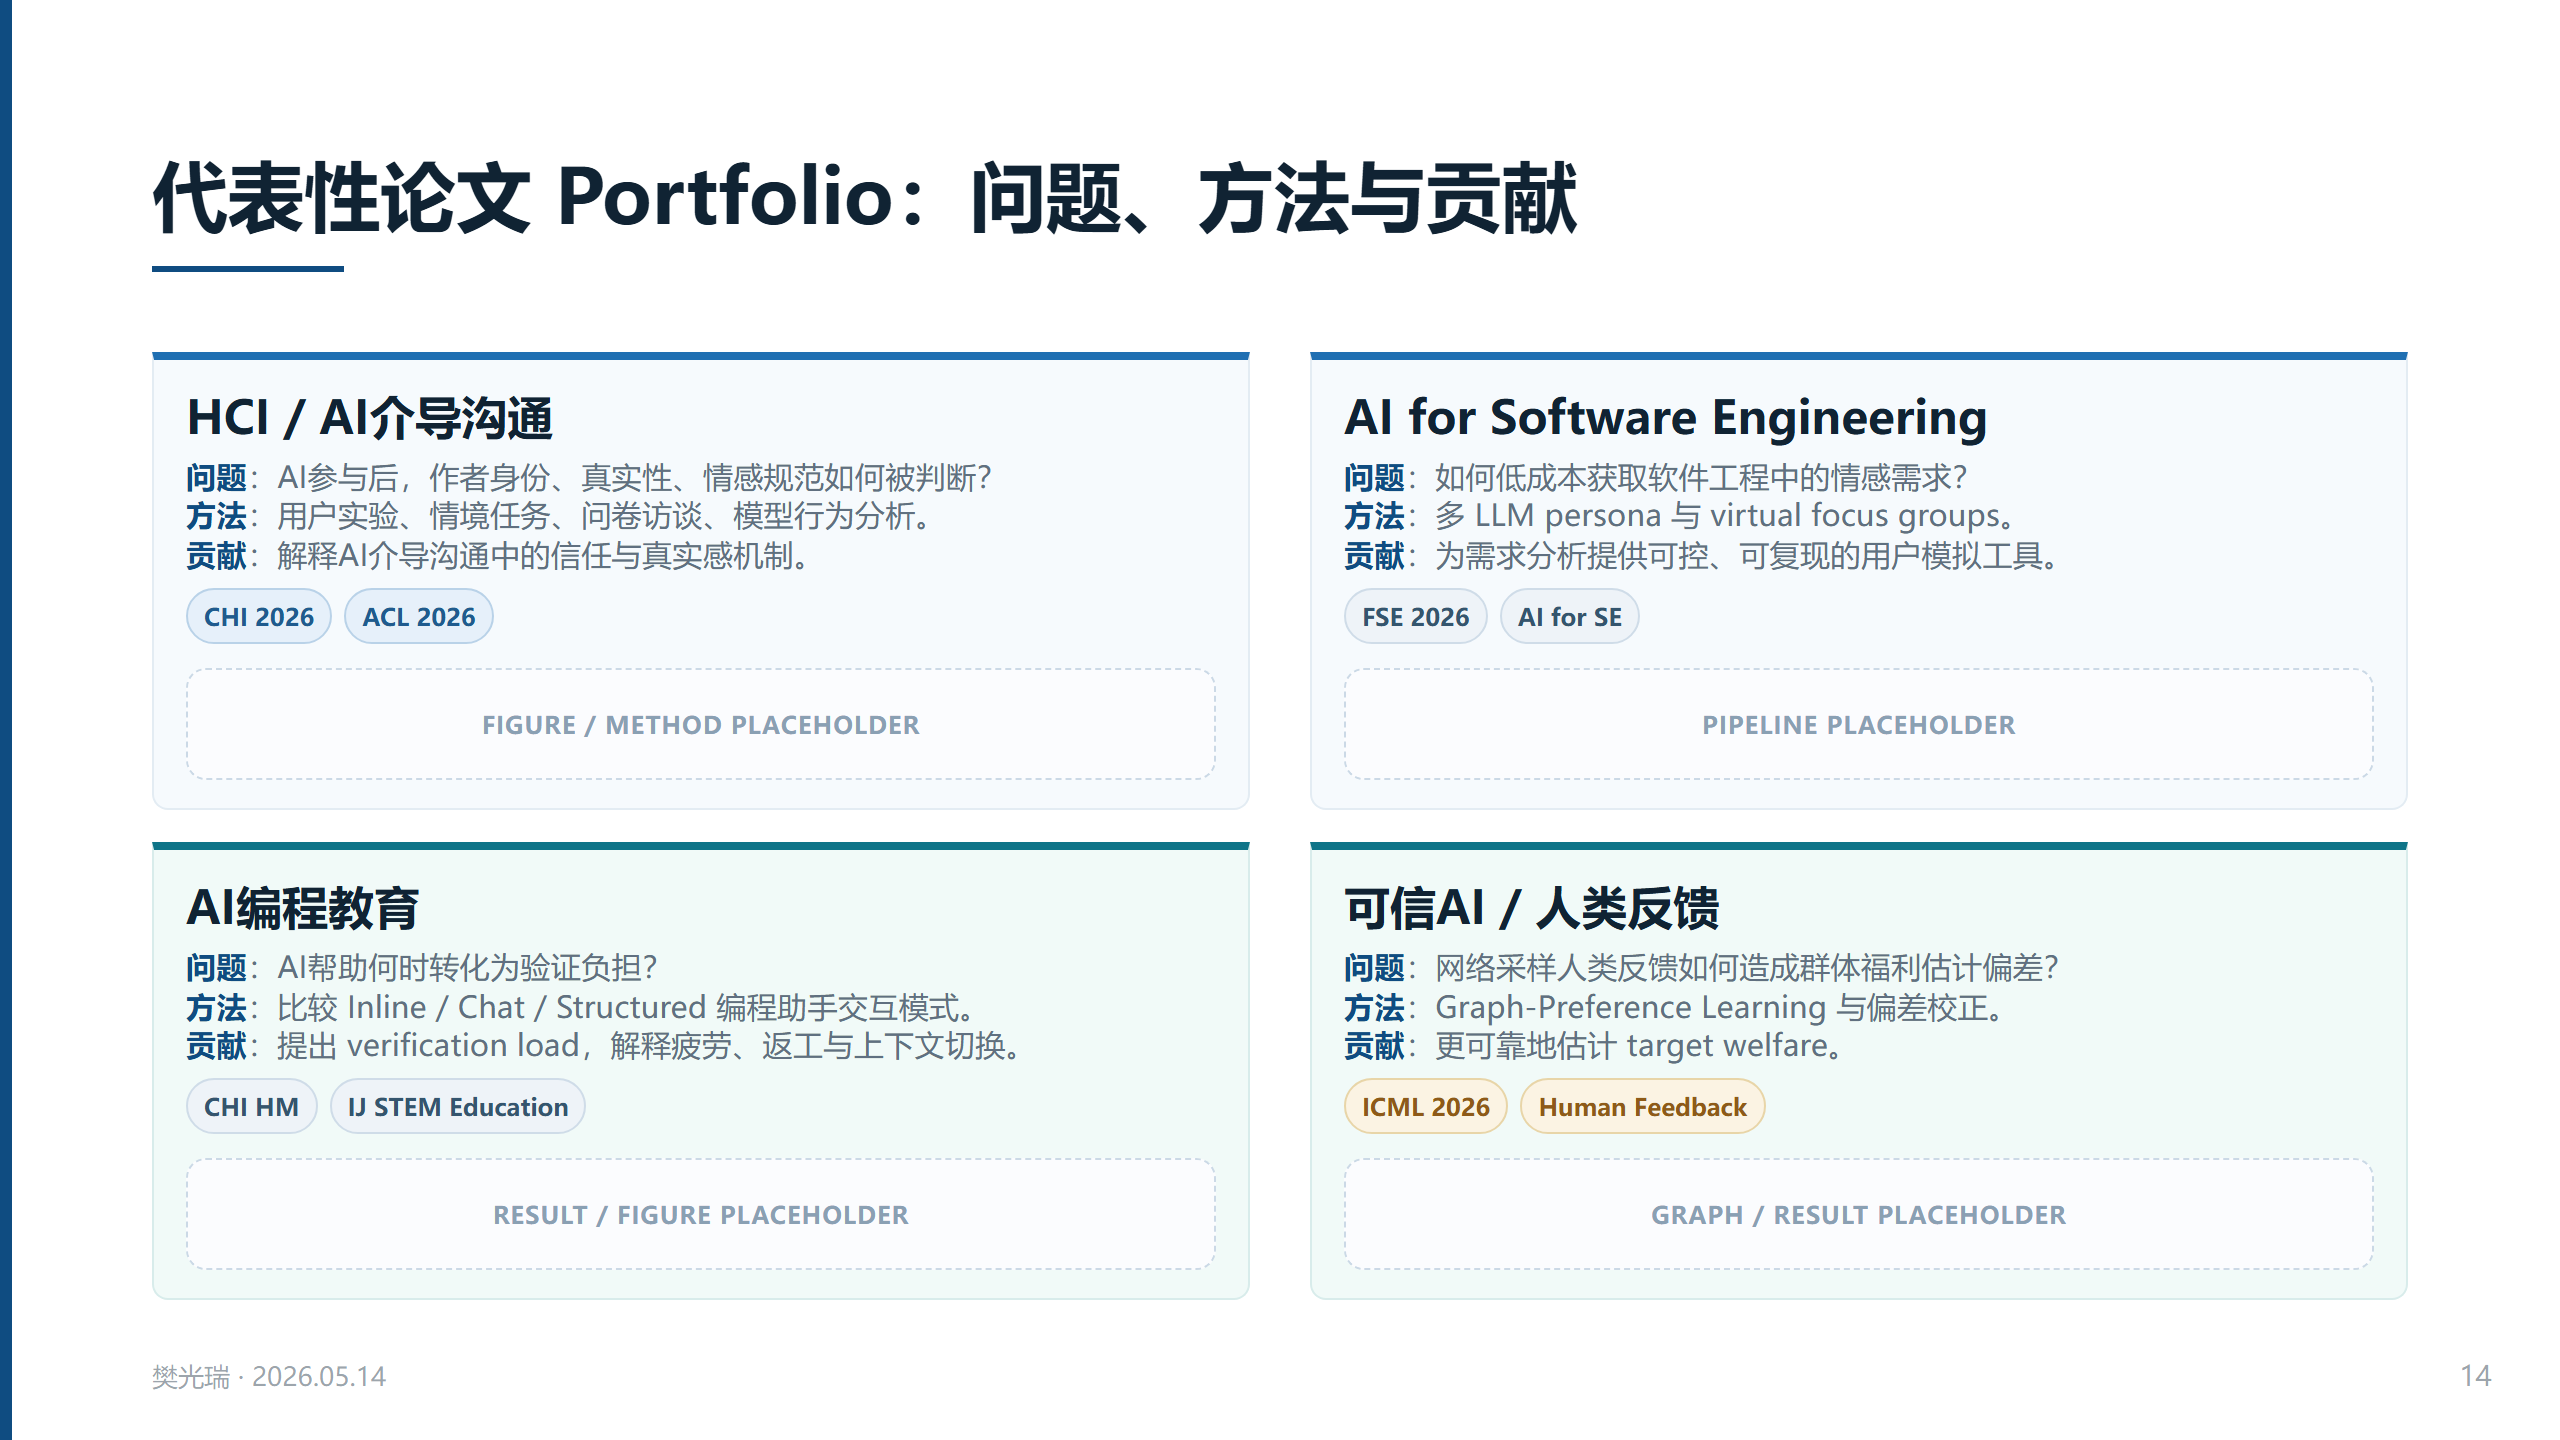 代表性论文 Portfolio：问题、方法与贡献
HCI / AI介导沟通
问题：AI参与后，作者身份、真实性、情感规范如何被判断？
方法：用户实验、情境任务、问卷访谈、模型行为分析。
贡献：解释AI介导沟通中的信任与真实感机制。
CHI 2026 ACL 2026
FIGURE / METHOD PLACEHOLDER
AI for Software Engineering
问题：如何低成本获取软件工程中的情感需求？
方法：多 LLM persona 与 virtual focus groups。
贡献：为需求分析提供可控、可复现的用户模拟工具。
FSE 2026 AI for SE
PIPELINE PLACEHOLDER
AI编程教育
问题：AI帮助何时转化为验证负担？
方法：比较 Inline / Chat / Structured 编程助手交互模式。
贡献：提出 verification load，解释疲劳、返工与上下文切换。
CHI HM IJ STEM Education
RESULT / FIGURE PLACEHOLDER
可信AI / 人类反馈
问题：网络采样人类反馈如何造成群体福利估计偏差？
方法：Graph-Preference Learning 与偏差校正。
贡献：更可靠地估计 target welfare。
ICML 2026 Human Feedback
GRAPH / RESULT PLACEHOLDER
樊光瑞 · 2026.05.14
14